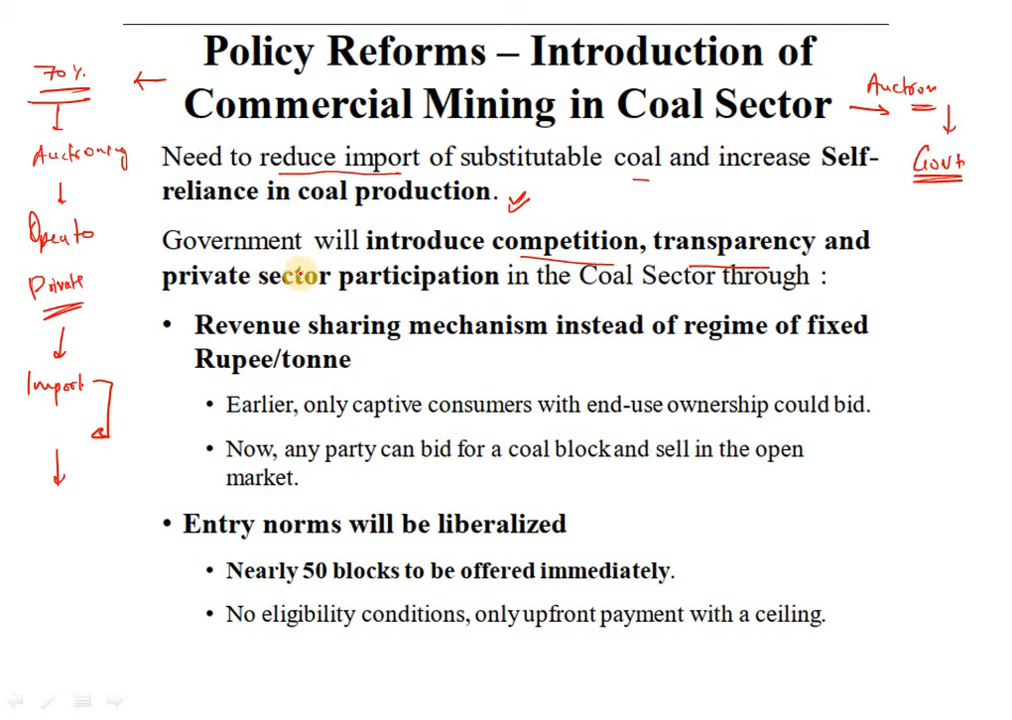 Policy Reforms – Introduction of
Commercial Mining in Coal Sector
Need to reduce import of substitutable coal and increase Self-
reliance in coal production.
Government will introduce competition, transparency and
private sector participation in the Coal Sector through :
• Revenue sharing mechanism instead of regime of fixed
Rupee/tonne
• Earlier, only captive consumers with end-use ownership could bid.
• Now, any party can bid for a coal block and sell in the open
market.
• Entry norms will be liberalized
• Nearly 50 blocks to be offered immediately.
• No eligibility conditions, only upfront payment with a ceiling.
70%
Auctioning
Open to
Private
Import
Auction
Govt